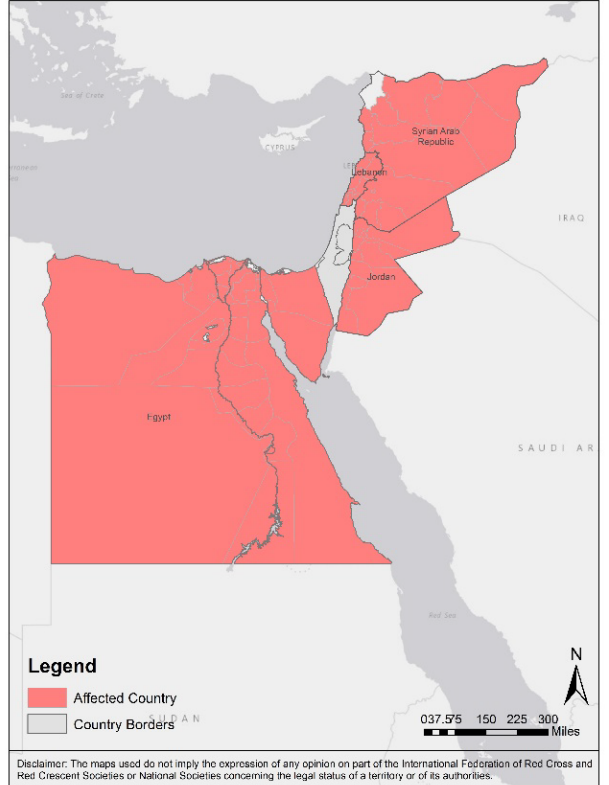 Sea of Crete
Syrian Arab
Republic
CYPRUS
LEB
Lebanon
IRAQ
Jordan
Egypt
SAUDI AR
Red Sea
Legend
Affected Country
Country Borders
SUDAN
N
037.575 150 225 300
Miles
Disclaimer: The maps used do not imply the expression of any opinion on part of the International Federation of Red Cross and
Red Crescent Societies or National Societies concerning the legal status of a territory or of its authorities.